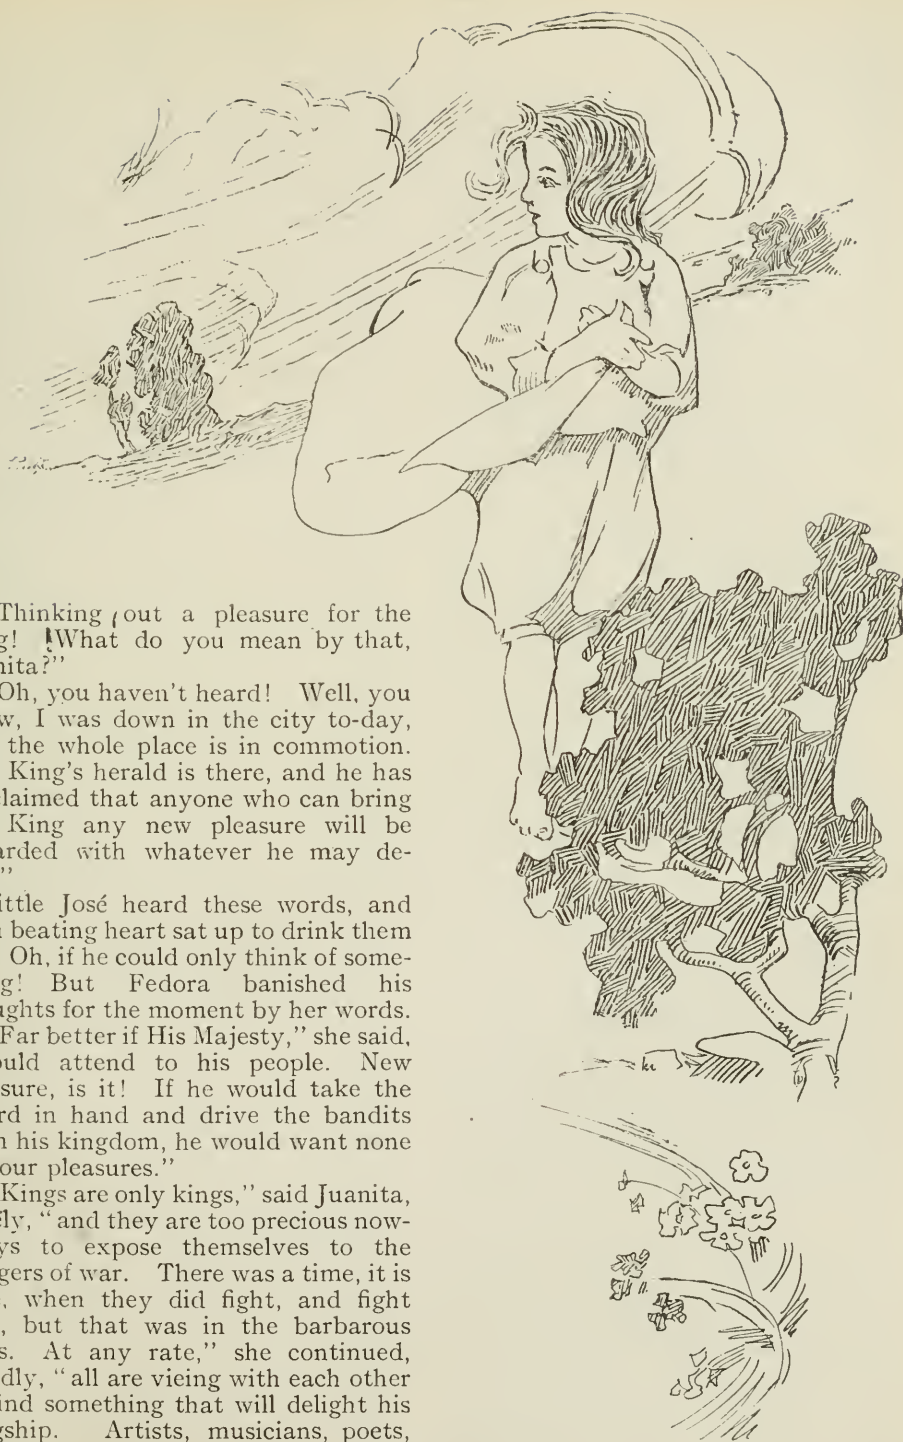 Thinking out a pleasure for the
g! What do you mean by that,
nita?"
Oh, you haven't heard! Well, you
w, I was down in the city to-day,
the whole place is in commotion.
King's herald is there, and he has
claimed that anyone who can bring
King any new pleasure will be
arded with whatever he may de-
"
ittle José heard these words, and
beating heart sat up to drink them
Oh, if he could only think of some-
g! But Fedora banished his
ughts for the moment by her words.
Far better if His Majesty," she said,
ould attend to his people. New
sure, is it! If he would take the
rd in hand and drive the bandits
n his kingdom, he would want none
our pleasures."
Kings are only kings," said Juanita,
ly, "and they are too precious now-
ys to expose themselves to the
gers of war. There was a time, it is
, when they did fight, and fight
, but that was in the barbarous
s. At any rate," she continued,
dly, "all are vieing with each other
ind something that will delight his
gship. Artists, musicians, poets,